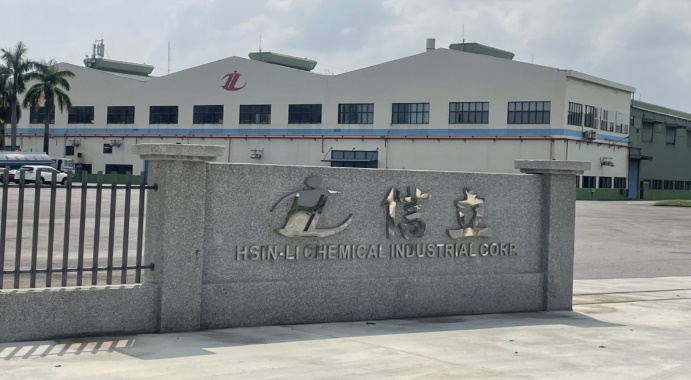 信立
HSIN-LI CHEMICAL INDUSTRIAL CORP.